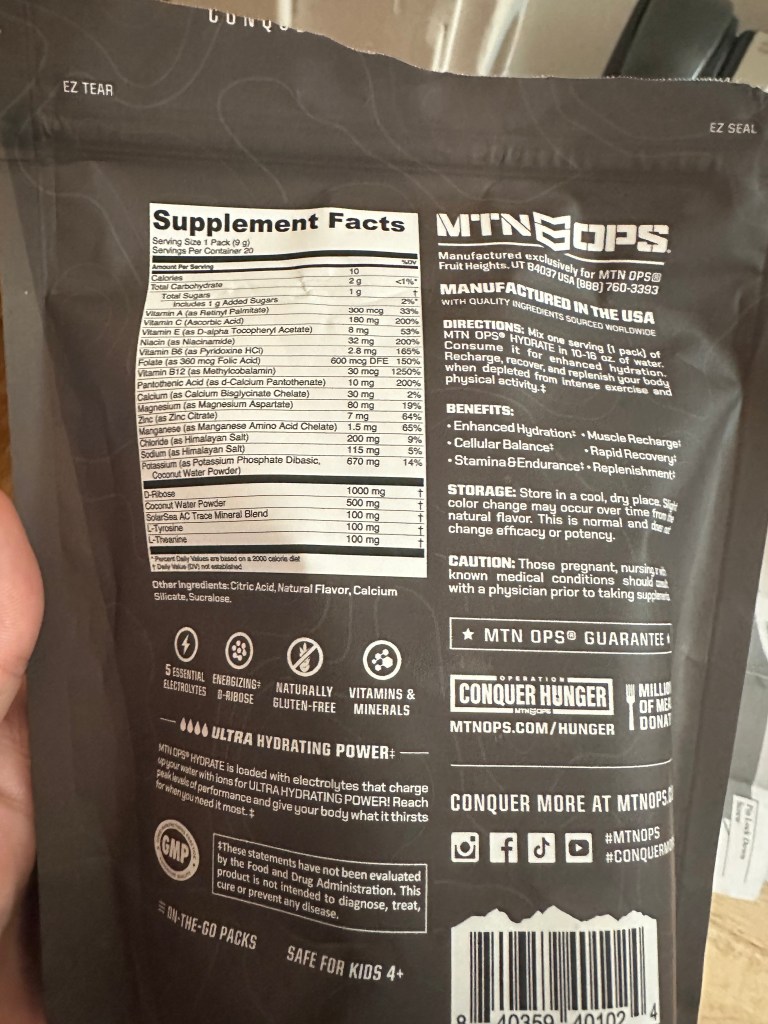 EZ TEAR
EZ SEAL
Supplement Facts
Serving Size 1 Pack (9 g)
Servings Per Container 20
Amount Per Serving %DV
Calories 10
Total Carbohydrate 2 g <1%*
Total Sugars 1 g †
Includes 1 g Added Sugars 2%*
Vitamin A (as Retinyl Palmitate) 300 mcg 33%
Vitamin C (Ascorbic Acid) 180 mg 200%
Vitamin E (as D-alpha Tocopheryl Acetate) 8 mg 53%
Niacin (as Niacinamide) 32 mg 200%
Vitamin B6 (as Pyridoxine HCl) 2.8 mg 165%
Folate (as 360 mcg Folic Acid) 600 mcg DFE 150%
Vitamin B12 (as Methylcobalamin) 30 mcg 1250%
Pantothenic Acid (as d-Calcium Pantothenate) 10 mg 200%
Calcium (as Calcium Bisglycinate Chelate) 30 mg 2%
Magnesium (as Magnesium Aspartate) 80 mg 19%
Zinc (as Zinc Citrate) 7 mg 64%
Manganese (as Manganese Amino Acid Chelate) 1.5 mg 65%
Chloride (as Himalayan Salt) 200 mg 9%
Sodium (as Himalayan Salt) 115 mg 5%
Potassium (as Potassium Phosphate Dibasic, 670 mg 14%
Coconut Water Powder)
D-Ribose 1000 mg †
Coconut Water Powder 500 mg †
SolarSea AC Trace Mineral Blend 100 mg †
L-Tyrosine 100 mg †
L-Theanine 100 mg †
* Percent Daily Values are based on a 2000 calorie diet
† Daily Value (DV) not established
Other Ingredients: Citric Acid, Natural Flavor, Calcium
Silicate, Sucralose.
5 ESSENTIAL
ELECTROLYTES
ENERGIZING‡
D-RIBOSE
NATURALLY
GLUTEN-FREE
VITAMINS &
MINERALS
ULTRA HYDRATING POWER‡
MTN OPS® HYDRATE is loaded with electrolytes that charge
up your water with ions for ULTRA HYDRATING POWER! Reach
peak levels of performance and give your body what it thirsts
for when you need it most.‡
GMP
‡These statements have not been evaluated
by the Food and Drug Administration. This
product is not intended to diagnose, treat,
cure or prevent any disease.
ON-THE-GO PACKS
SAFE FOR KIDS 4+
MTN OPS
Manufactured exclusively for MTN OPS®
Fruit Heights, UT 84037 USA (888) 760-3393
MANUFACTURED IN THE USA
WITH QUALITY INGREDIENTS SOURCED WORLDWIDE
DIRECTIONS: Mix one serving (1 pack) of
MTN OPS® HYDRATE in 10-16 oz. of water.
Consume it for enhanced hydration.
Recharge, recover, and replenish your body
when depleted from intense exercise and
physical activity.‡
BENEFITS:
• Enhanced Hydration‡ • Muscle Recharge‡
• Cellular Balance‡ • Rapid Recovery‡
• Stamina & Endurance‡ • Replenishment‡
STORAGE: Store in a cool, dry place. Slight
color change may occur over time from the
natural flavor. This is normal and does not
change efficacy or potency.
CAUTION: Those pregnant, nursing
known medical conditions should
with a physician prior to taking supplements.
★ MTN OPS® GUARANTEE ★
OPERATION
CONQUER HUNGER
MTN OPS
MTNOPS.COM/HUNGER
OF
CONQUER MORE AT MTNOPS.
#MTNOPS
8 40359 40102 4